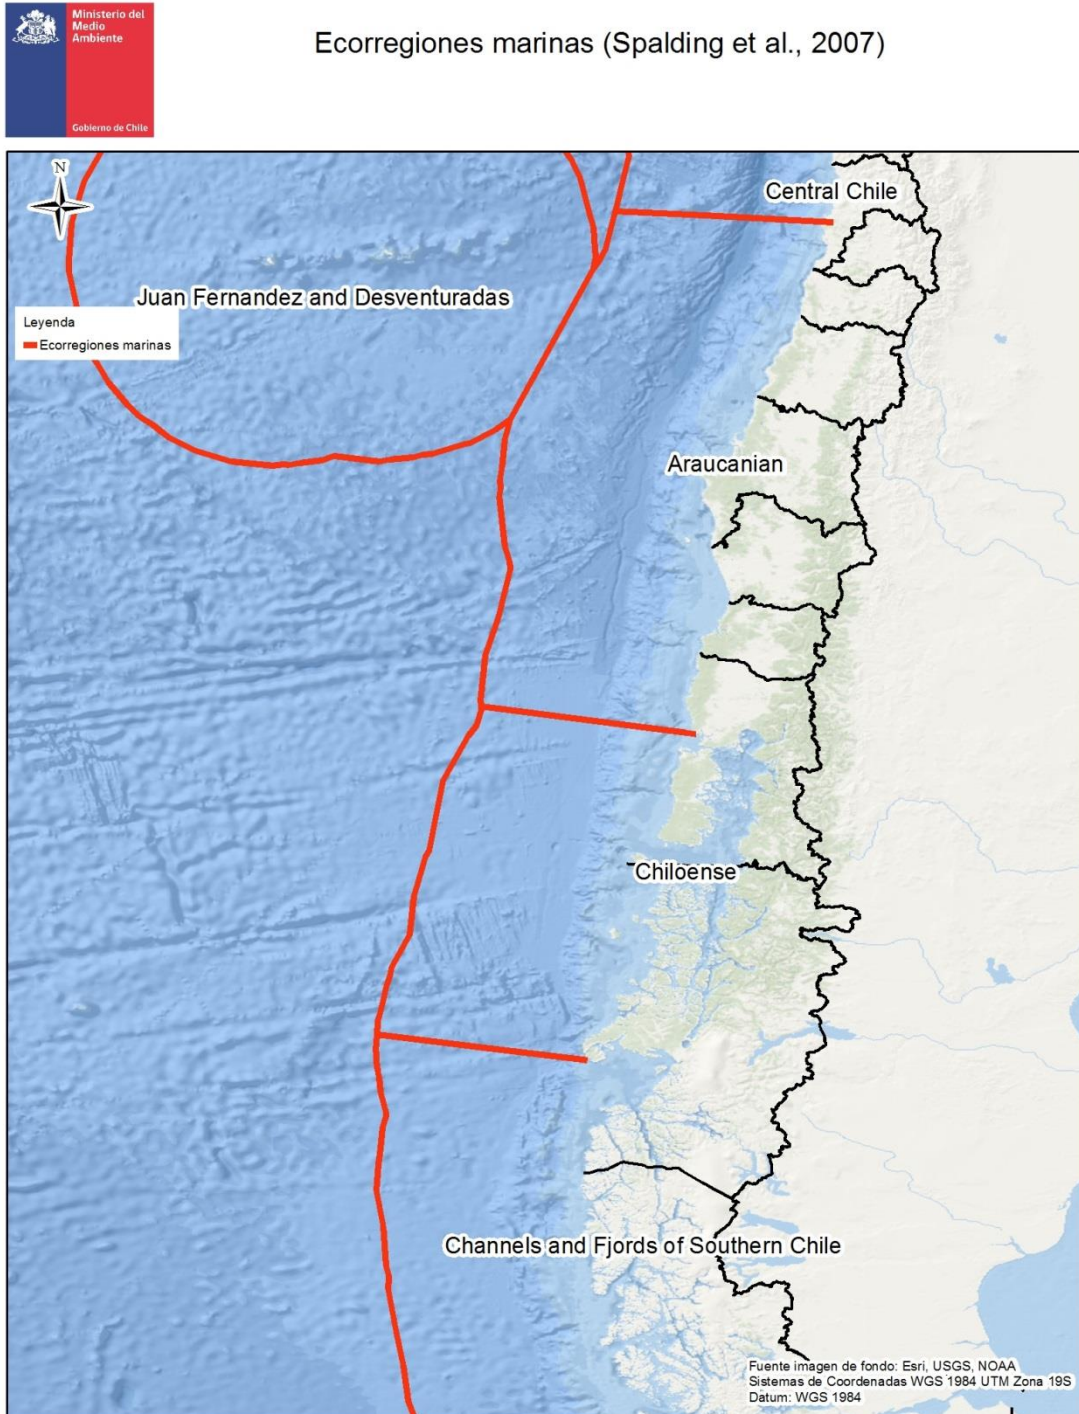 Ministerio del
Medio
Ambiente
Gobierno de Chile
Ecorregiones marinas (Spalding et al., 2007)
N
Central Chile
Juan Fernandez and Desventuradas
Leyenda
Ecorregiones marinas
Araucanian
Chiloense
Channels and Fjords of Southern Chile
Fuente imagen de fondo: Esri, USGS, NOAA
Sistemas de Coordenadas WGS 1984 UTM Zona 19S
Datum: WGS 1984